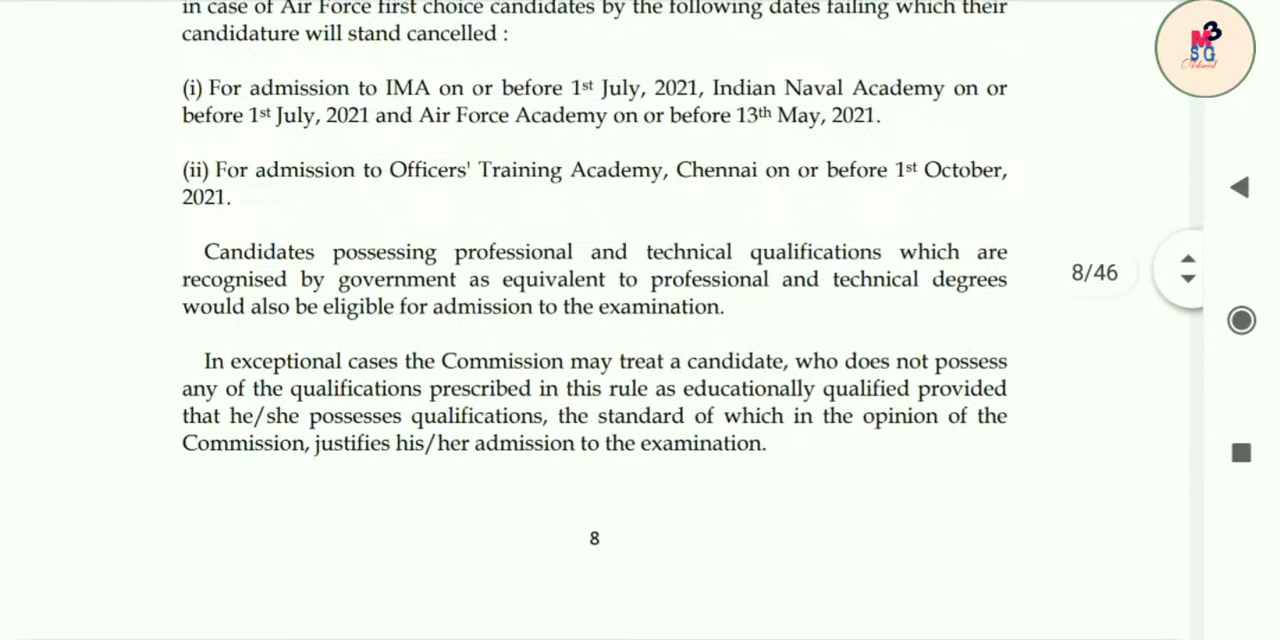 in case of Air Force first choice candidates by the following dates failing which their
candidature will stand cancelled :
(i) For admission to IMA on or before 1st July, 2021, Indian Naval Academy on or
before 1st July, 2021 and Air Force Academy on or before 13th May, 2021.
(ii) For admission to Officers' Training Academy, Chennai on or before 1st October,
2021.
Candidates possessing professional and technical qualifications which are
recognised by government as equivalent to professional and technical degrees
would also be eligible for admission to the examination.
In exceptional cases the Commission may treat a candidate, who does not possess
any of the qualifications prescribed in this rule as educationally qualified provided
that he/she possesses qualifications, the standard of which in the opinion of the
Commission, justifies his/her admission to the examination.
8
8/46
M3
SG